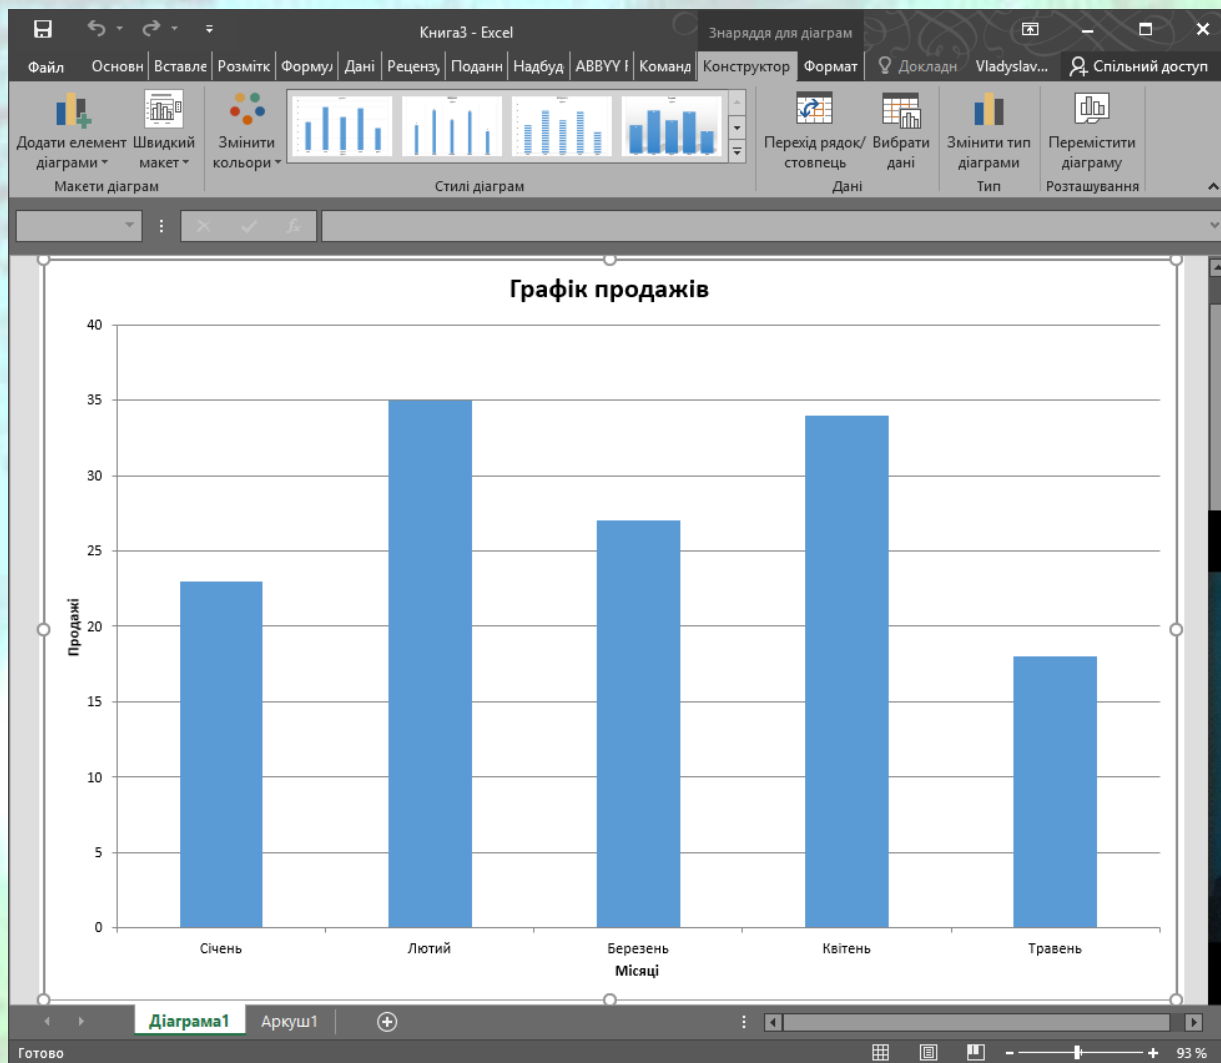 Книга3 - Excel
Знаряддя для діаграм
Файл Основн Вставле Розмітк Форму Дані Рецензу Поданн Надбуд ABBYY F Команд Конструктор Формат Докладн Vladyslav... Спільний доступ
Додати елемент діаграми
Швидкий макет
Змінити кольори
Перехід рядок/ стовпець
Вибрати дані
Змінити тип діаграми
Перемістити діаграму
Макети діаграм Стилі діаграм Дані Тип Розташування
fx
Графік продажів
40
35
30
25
20
15
10
5
0
Продажі
Січень Лютий Березень Квітень Травень
Місяці
Діаграма1 Аркуш1
Готово 93 %